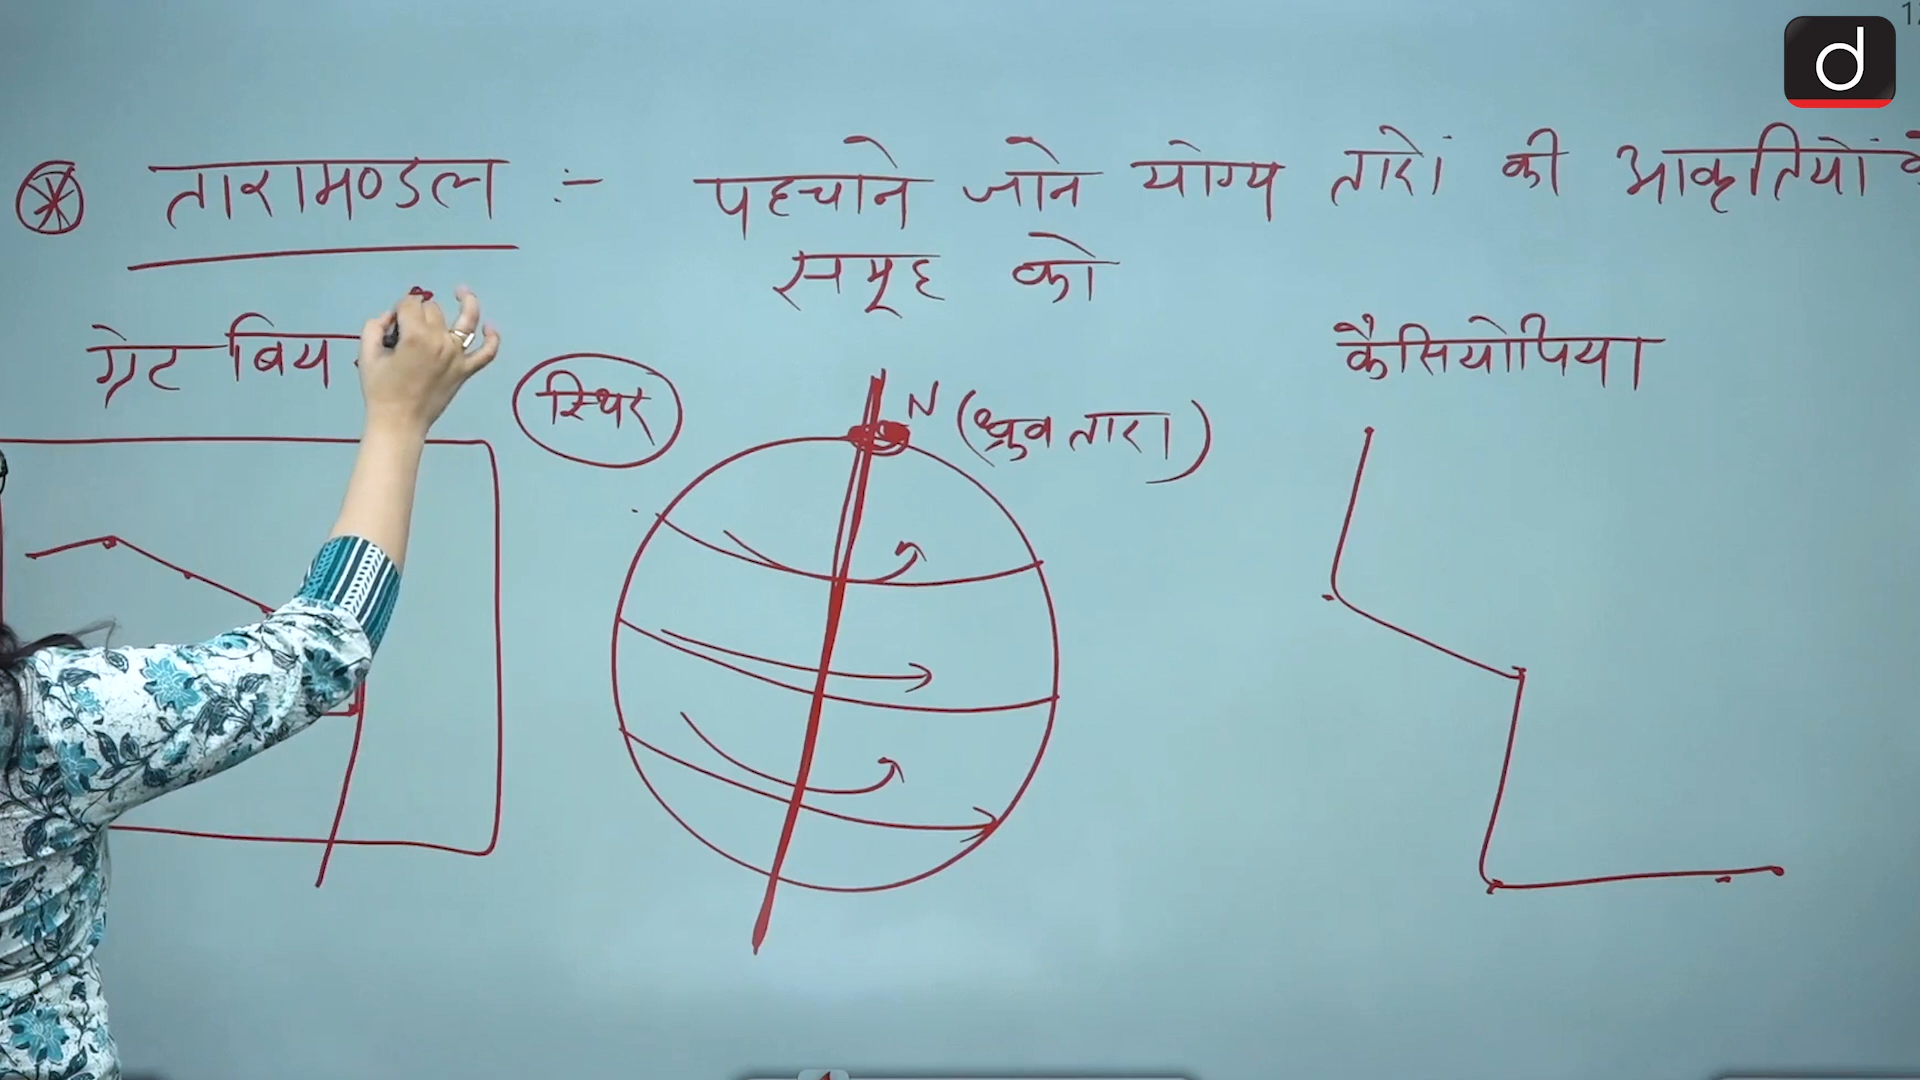 तारामण्डल :- पहचाने जाने योग्य तारों की आकृतियों के
समूह को
ग्रेट बियर
स्थिर
N (ध्रुव तारा)
कैसियोपिया
d